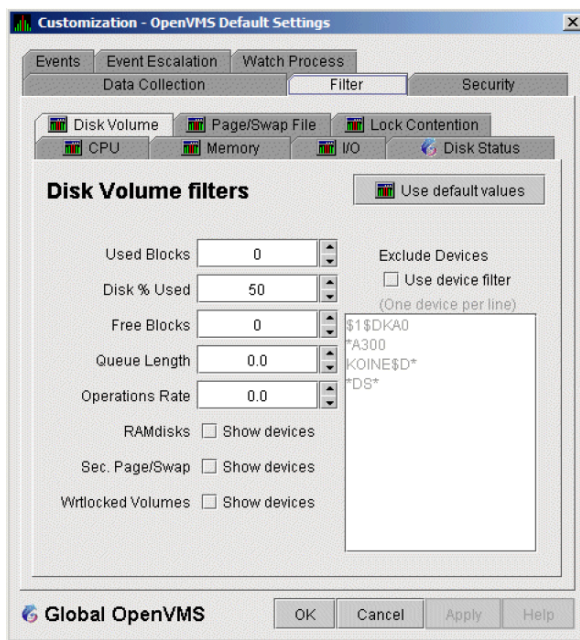 Customization - OpenVMS Default Settings
Events Event Escalation Watch Process
Data Collection Filter Security
Disk Volume Page/Swap File Lock Contention
CPU Memory I/O Disk Status
Disk Volume filters
Use default values
Used Blocks 0
Exclude Devices
Use device filter
Disk % Used 50
(One device per line)
Free Blocks 0
$1$DKA0
*A300
KOINE$D*
*DS*
Queue Length 0.0
Operations Rate 0.0
RAMdisks Show devices
Sec. Page/Swap Show devices
Wrtlocked Volumes Show devices
Global OpenVMS OK Cancel Apply Help